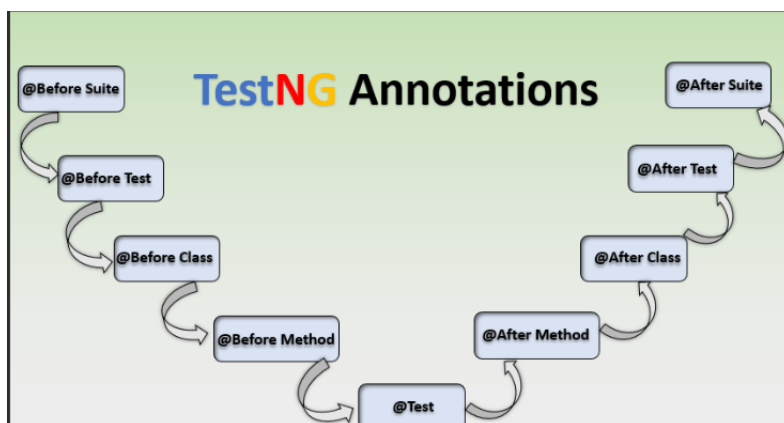 TestNG Annotations
@Before Suite
@Before Test
@Before Class
@Before Method
@Test
@After Method
@After Class
@After Test
@After Suite